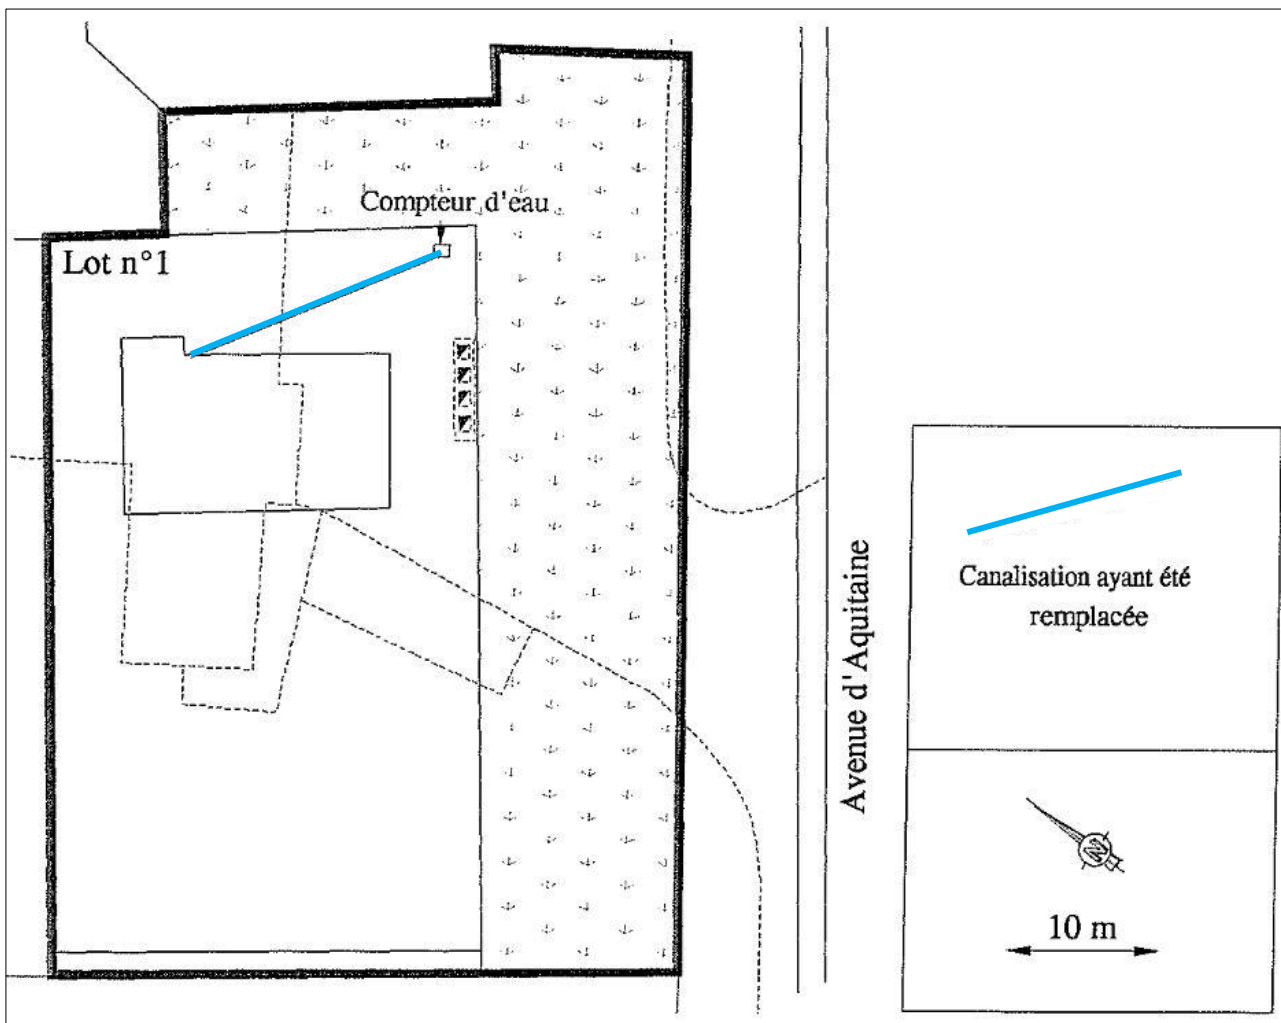 Compteur d'eau
Lot n°1
Avenue d'Aquitaine
Canalisation ayant été
remplacée
N
10 m